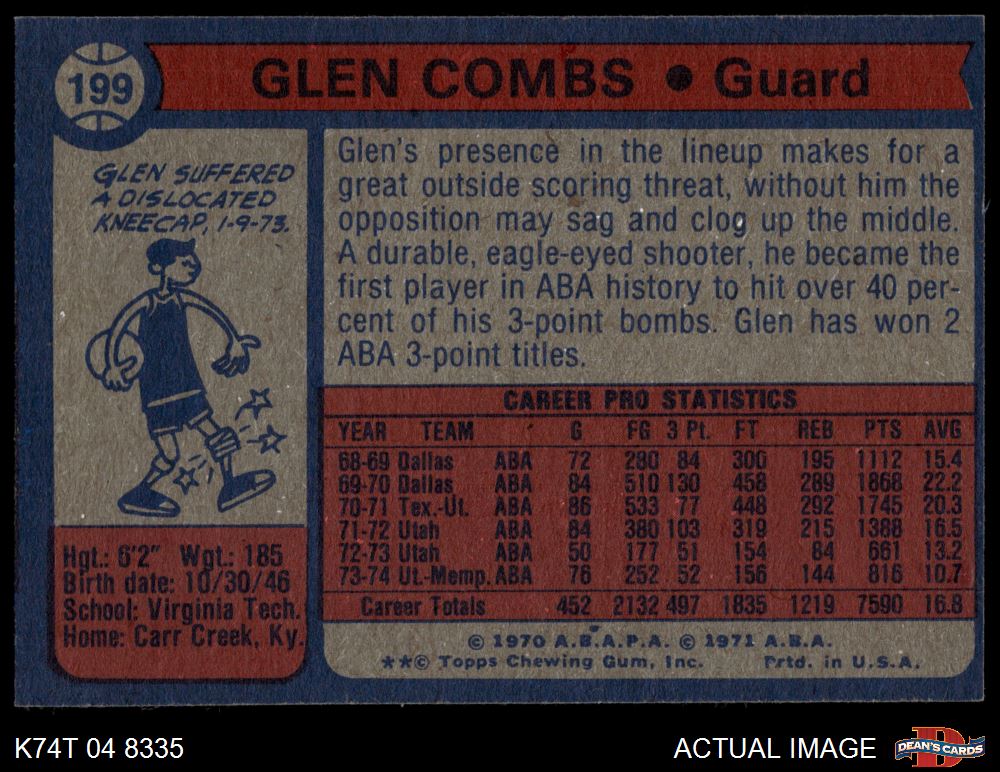 199
GLEN COMBS ● Guard
GLEN SUFFERED
A DISLOCATED
KNEECAP, 1-9-73.
Hgt.: 6'2" Wgt.: 185
Birth date: 10/30/46
School: Virginia Tech.
Home: Carr Creek, Ky.
Glen's presence in the lineup makes for a
great outside scoring threat, without him the
opposition may sag and clog up the middle.
A durable, eagle-eyed shooter, he became the
first player in ABA history to hit over 40 per-
cent of his 3-point bombs. Glen has won 2
ABA 3-point titles.
CAREER PRO STATISTICS
YEAR TEAM G FG 3 Pt. FT REB PTS AVG
68-69 Dallas ABA 72 280 84 300 195 1112 15.4
69-70 Dallas ABA 84 510 130 458 289 1868 22.2
70-71 Tex.-Ut. ABA 86 533 77 448 292 1745 20.3
71-72 Utah ABA 84 380 103 319 215 1388 16.5
72-73 Utah ABA 50 177 51 154 84 661 13.2
73-74 Ut.-Memp. ABA 76 252 52 156 144 816 10.7
Career Totals 452 2132 497 1835 1219 7590 16.8
© 1970 A.B.A.P.A. © 1971 A.B.A.
**© Topps Chewing Gum, Inc. Prtd. in U.S.A.
K74T 04 8335
ACTUAL IMAGE
D
DEAN'S CARDS